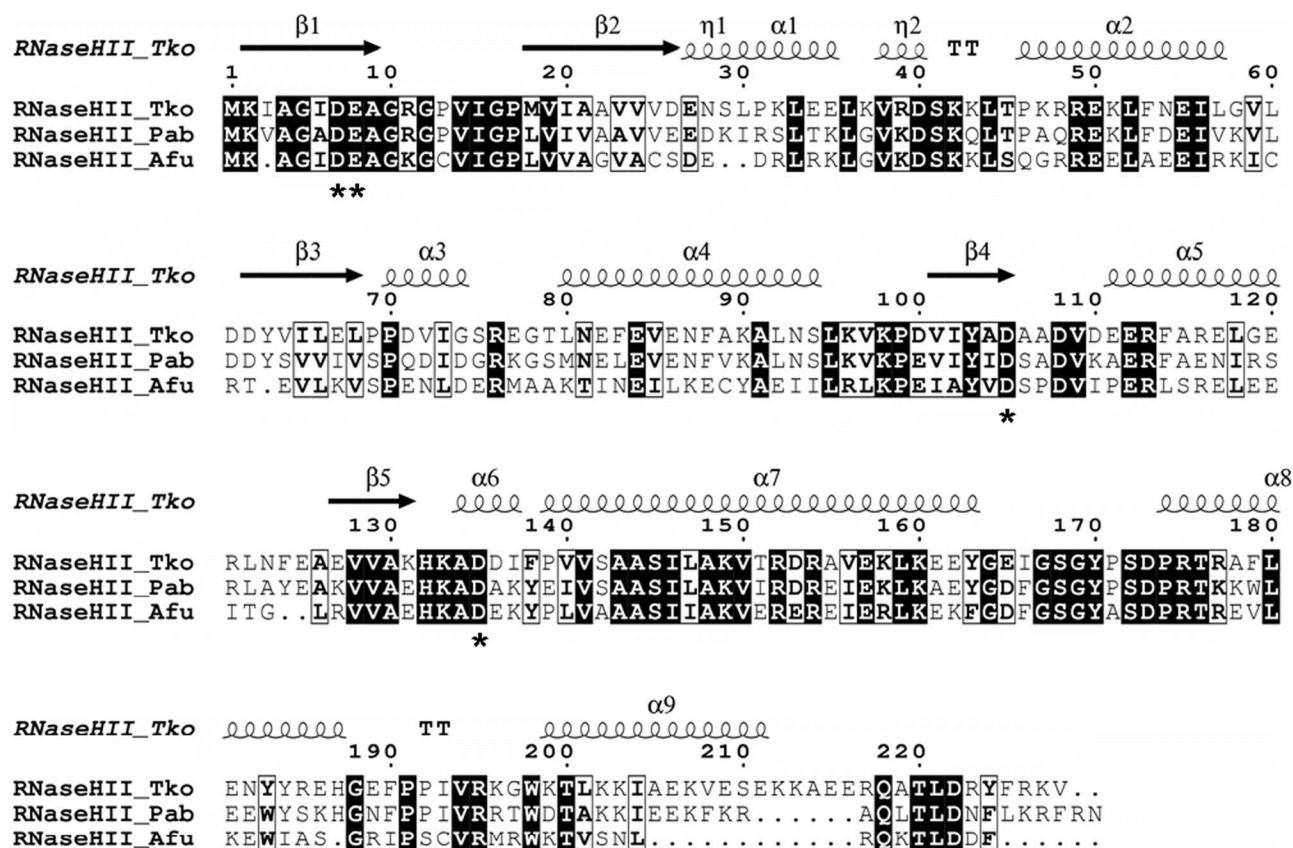 β1 β2 η1 α1 η2 α2
RNaseHII_Tko TT
1 10 20 30 40 50 60
RNaseHII_Tko MKIAGIDEAGRGPVIGPMVIAAVVVDENSLPKLEELKVRDSKKLTPKRREKLFNEILGVL
RNaseHII_Pab MKVAGADEAGRGPVIGPLVIVAAVVEEDKIRSLTKLGVKDSKQLTPAQREKLFDEIVKVL
RNaseHII_Afu MK.AGIDEAGKGCVIGPLVVAGVACSDE..DRLRKLGVKDSKKLSQGRREELAEEIRKIC
**
β3 α3 α4 β4 α5
RNaseHII_Tko
70 80 90 100 110 120
RNaseHII_Tko DDYVILELPPDVIGSREGTLNEFEVENFAKALNSLKVKPDVIYADAADVDEERFARELGE
RNaseHII_Pab DDYSVVIVSPQDIDGRKGSMNELEVENFVKALNSLKVKPEVIYIDSADVKAERFAENIRS
RNaseHII_Afu RT.EVLKVSPENLDERMAAKTINEILKECYAEIILRLKPEIAYVDSPDVIPERLSRELEE
*
β5 α6 α7 α8
RNaseHII_Tko
130 140 150 160 170 180
RNaseHII_Tko RLNFEAEVVAKHKADDIFPVVSAASILAKVTRDRAVEKLKEEYGEIGSGYPSDPRTRAFL
RNaseHII_Pab RLAYEAKVVAEHKADAKYEIVSAASILAKVIRDREIEKLKAEYGDFGSGYPSDPRTKKWL
RNaseHII_Afu ITG..LRVVAEHKADEKYPLVAAASIIAKVEREREIERLKEKFGDFGSGYASDPRTREVL
*
α9
RNaseHII_Tko TT
190 200 210 220
RNaseHII_Tko ENYYREHGEFPPIVRKGWKTLKKIAEKVESEKKAEERQATLDRYFRKV..
RNaseHII_Pab EEWYSKHGNFPPIVRRTWDTAKKIEEKFKR......AQLTLDNFLKRFRN
RNaseHII_Afu KEWIAS.GRIPSCVRMRWKTVSNL............RQKTLDDF......